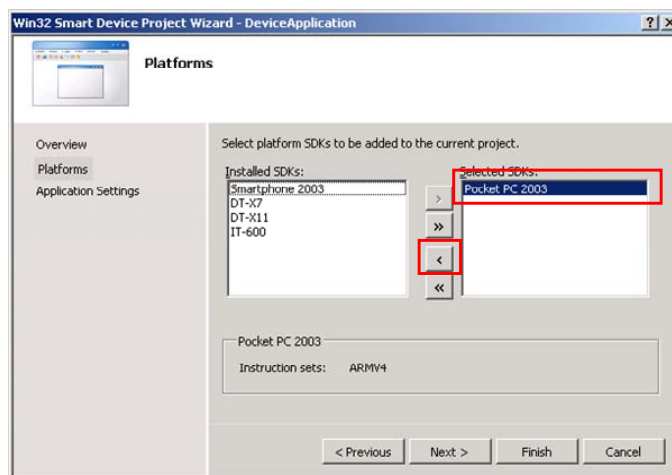 Win32 Smart Device Project Wizard - DeviceApplication
Platforms
Overview
Platforms
Application Settings
Select platform SDKs to be added to the current project.
Installed SDKs:
Smartphone 2003
DT-X7
DT-X11
IT-600
>
»
<
«
Selected SDKs:
Pocket PC 2003
Pocket PC 2003
Instruction sets: ARMV4
< Previous
Next >
Finish
Cancel